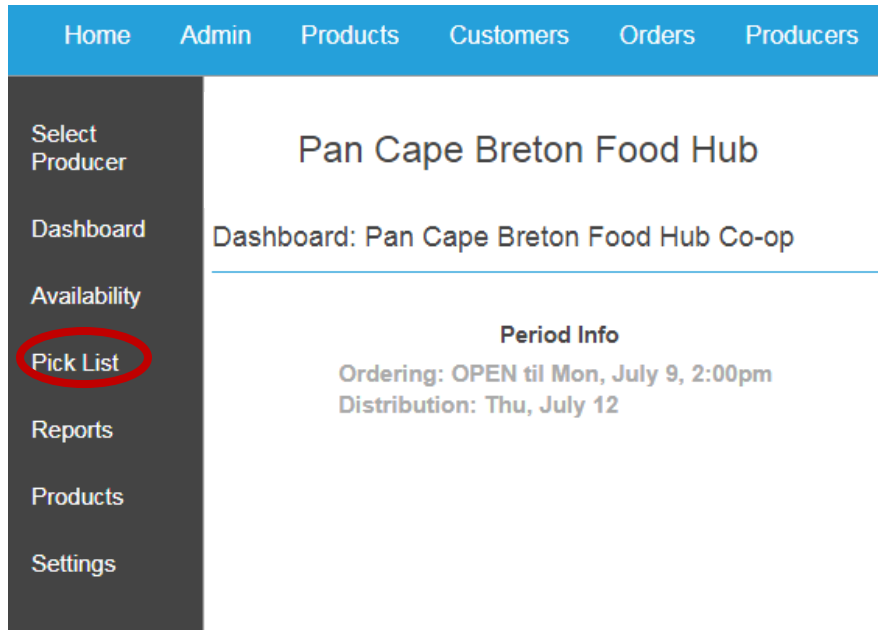 Home Admin Products Customers Orders Producers
Select
Producer
Dashboard
Availability
Pick List
Reports
Products
Settings
Pan Cape Breton Food Hub
Dashboard: Pan Cape Breton Food Hub Co-op
Period Info
Ordering: OPEN til Mon, July 9, 2:00pm
Distribution: Thu, July 12